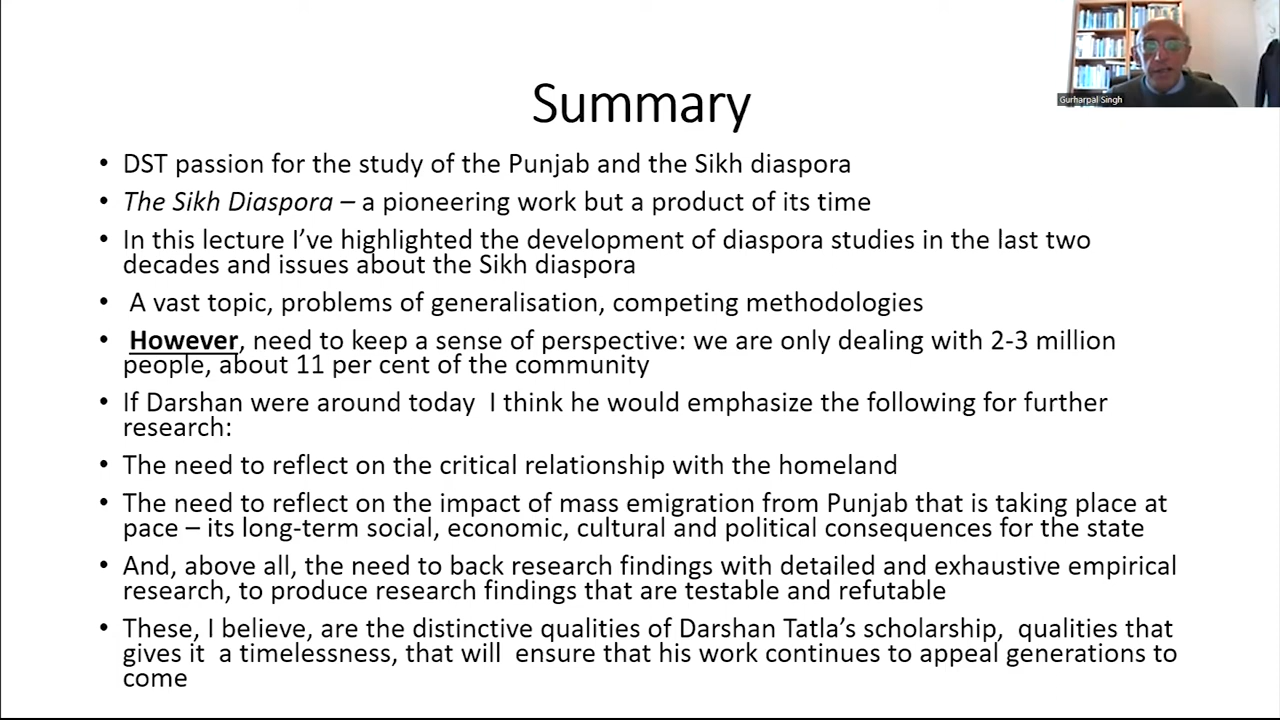 Gurharpal Singh
Summary
• DST passion for the study of the Punjab and the Sikh diaspora
• The Sikh Diaspora – a pioneering work but a product of its time
• In this lecture I’ve highlighted the development of diaspora studies in the last two
decades and issues about the Sikh diaspora
• A vast topic, problems of generalisation, competing methodologies
• However, need to keep a sense of perspective: we are only dealing with 2-3 million
people, about 11 per cent of the community
• If Darshan were around today I think he would emphasize the following for further
research:
• The need to reflect on the critical relationship with the homeland
• The need to reflect on the impact of mass emigration from Punjab that is taking place at
pace – its long-term social, economic, cultural and political consequences for the state
• And, above all, the need to back research findings with detailed and exhaustive empirical
research, to produce research findings that are testable and refutable
• These, I believe, are the distinctive qualities of Darshan Tatla’s scholarship, qualities that
gives it a timelessness, that will ensure that his work continues to appeal generations to
come